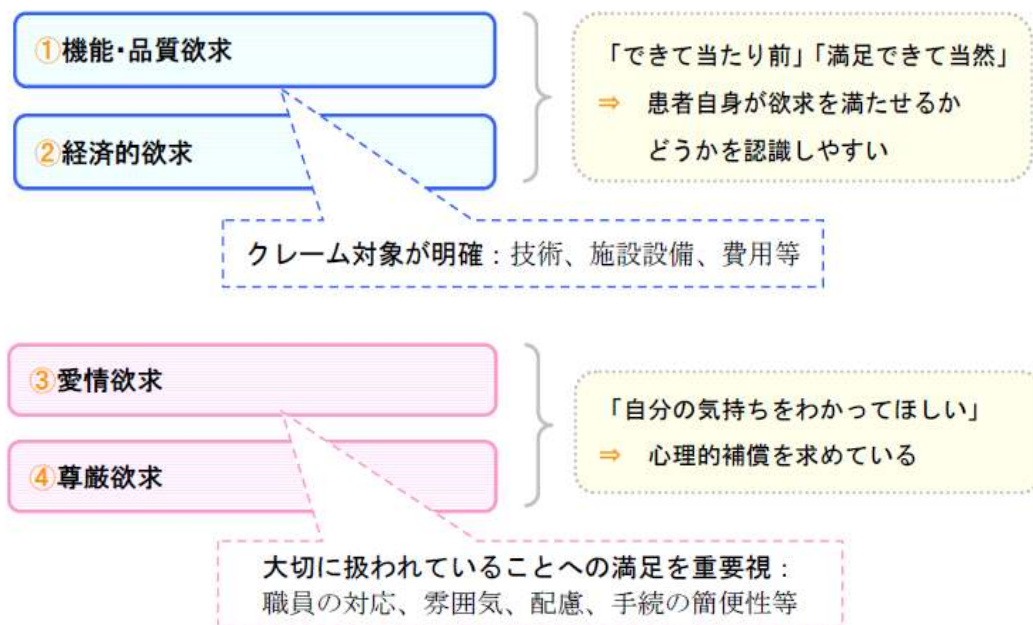 ①機能・品質欲求
②経済的欲求
「できて当たり前」「満足できて当然」
⇒ 患者自身が欲求を満たせるか
どうかを認識しやすい
クレーム対象が明確：技術、施設設備、費用等
③愛情欲求
④尊厳欲求
「自分の気持ちをわかってほしい」
⇒ 心理的補償を求めている
大切に扱われていることへの満足を重要視：
職員の対応、雰囲気、配慮、手続の簡便性等